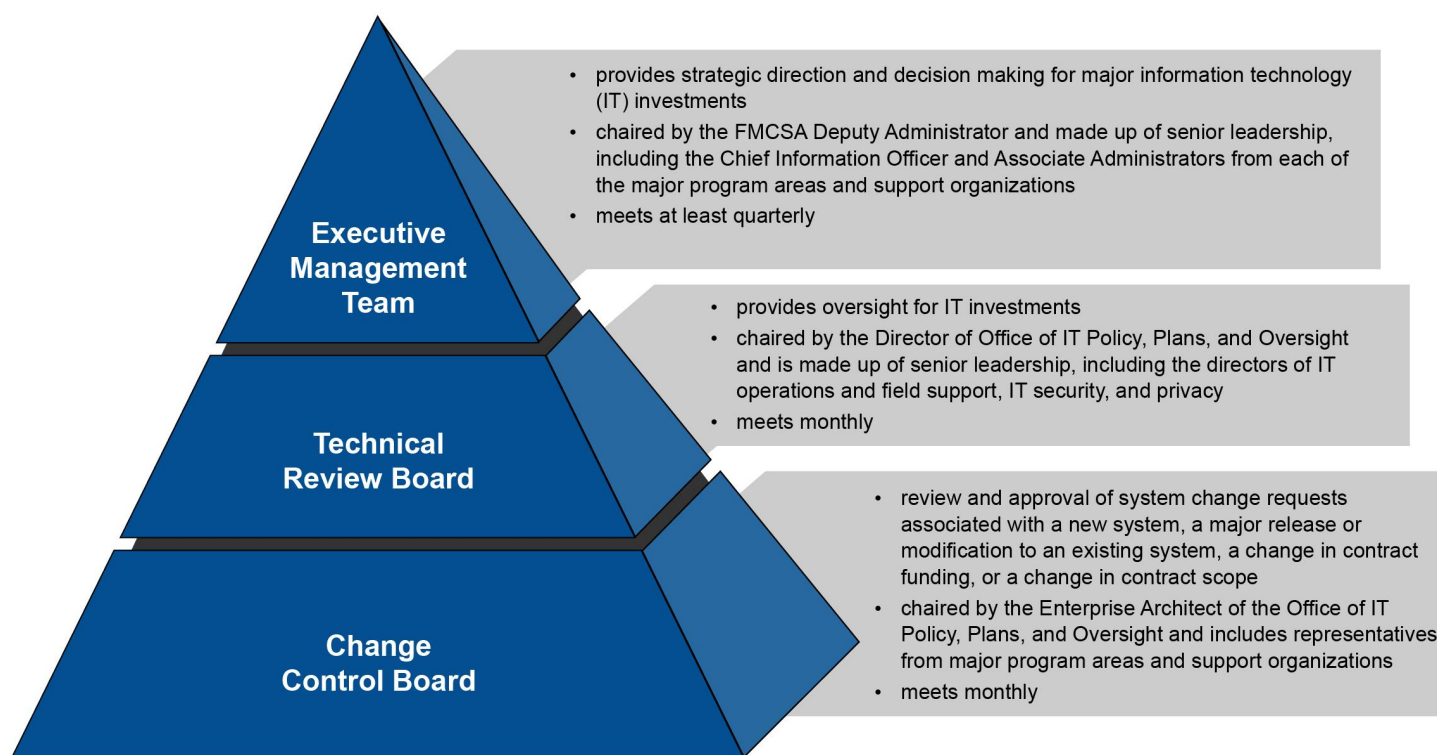 • provides strategic direction and decision making for major information technology
(IT) investments
• chaired by the FMCSA Deputy Administrator and made up of senior leadership,
including the Chief Information Officer and Associate Administrators from each of
the major program areas and support organizations
• meets at least quarterly
Executive
Management
Team
• provides oversight for IT investments
• chaired by the Director of Office of IT Policy, Plans, and Oversight
and is made up of senior leadership, including the directors of IT
operations and field support, IT security, and privacy
• meets monthly
Technical
Review Board
• review and approval of system change requests
associated with a new system, a major release or
modification to an existing system, a change in contract
funding, or a change in contract scope
• chaired by the Enterprise Architect of the Office of IT
Policy, Plans, and Oversight and includes representatives
from major program areas and support organizations
• meets monthly
Change
Control Board